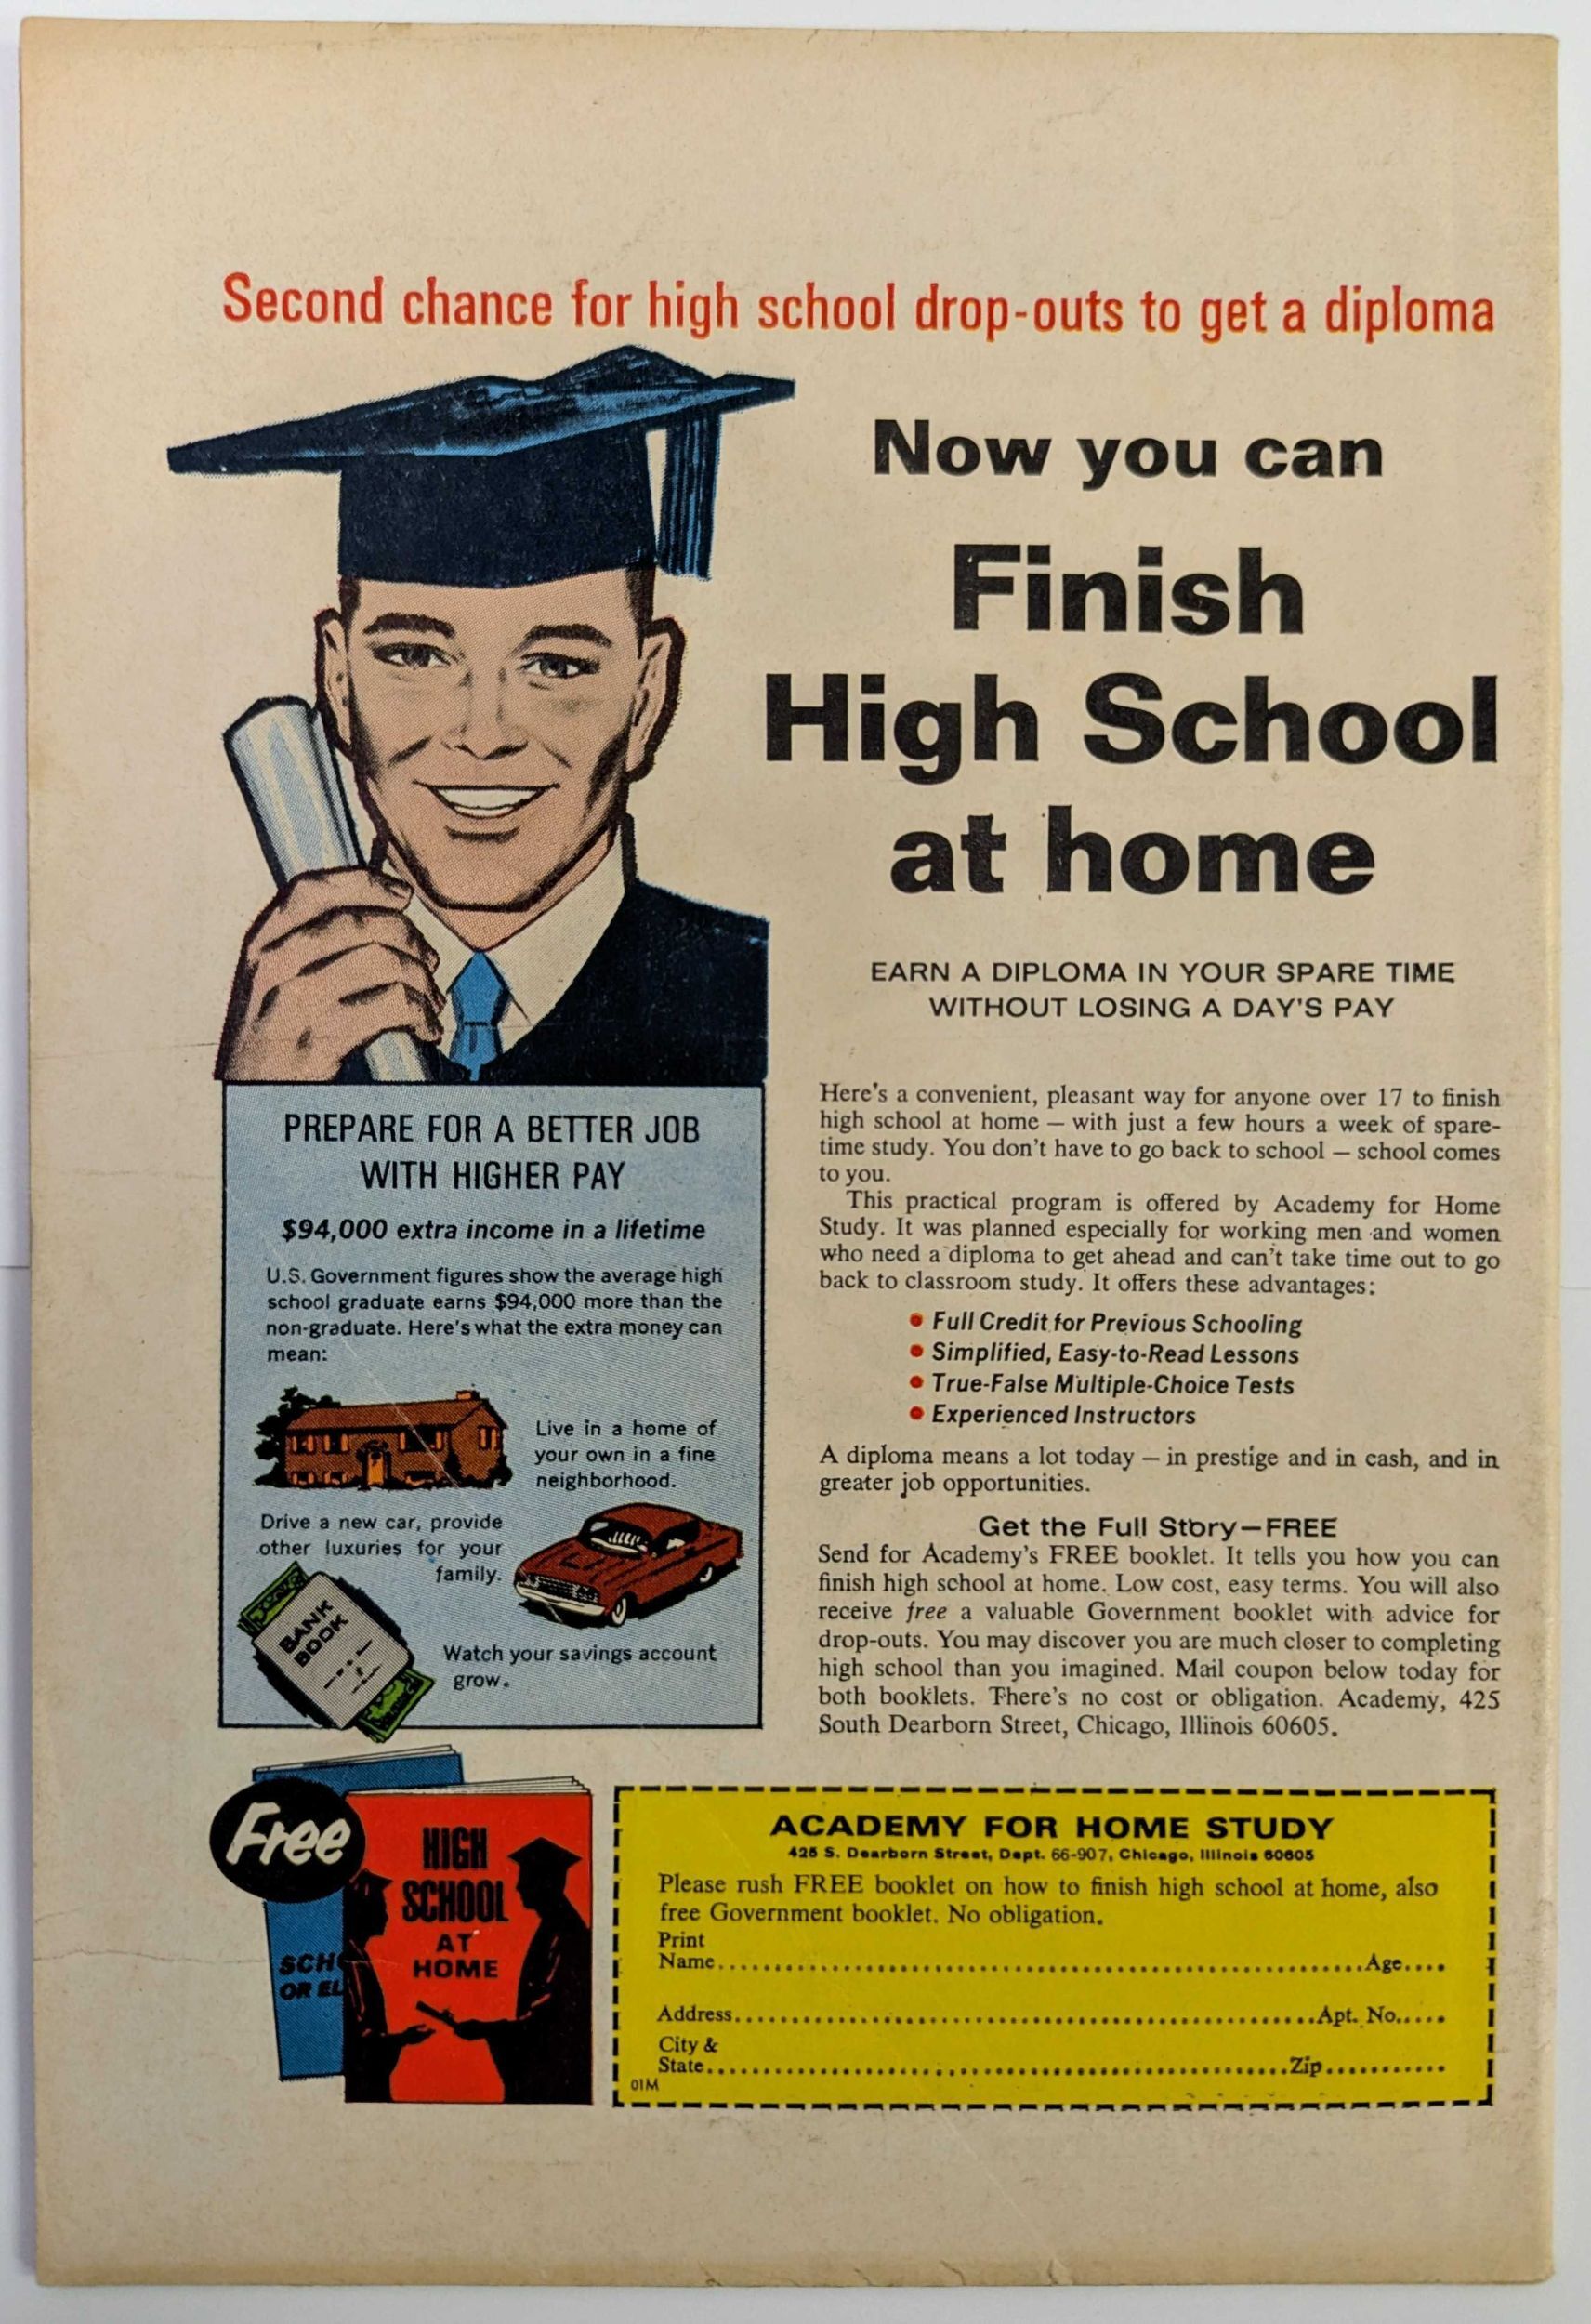 Second chance for high school drop-outs to get a diploma
Now you can
Finish
High School
at home
EARN A DIPLOMA IN YOUR SPARE TIME
WITHOUT LOSING A DAY'S PAY
Here's a convenient, pleasant way for anyone over 17 to finish
high school at home — with just a few hours a week of spare-
time study. You don't have to go back to school — school comes
to you.
This practical program is offered by Academy for Home
Study. It was planned especially for working men and women
who need a diploma to get ahead and can't take time out to go
back to classroom study. It offers these advantages:
• Full Credit for Previous Schooling
• Simplified, Easy-to-Read Lessons
• True-False Multiple-Choice Tests
• Experienced Instructors
A diploma means a lot today — in prestige and in cash, and in
greater job opportunities.
Get the Full Story—FREE
Send for Academy's FREE booklet. It tells you how you can
finish high school at home. Low cost, easy terms. You will also
receive free a valuable Government booklet with advice for
drop-outs. You may discover you are much closer to completing
high school than you imagined. Mail coupon below today for
both booklets. There's no cost or obligation. Academy, 425
South Dearborn Street, Chicago, Illinois 60605.
PREPARE FOR A BETTER JOB
WITH HIGHER PAY
$94,000 extra income in a lifetime
U.S. Government figures show the average high
school graduate earns $94,000 more than the
non-graduate. Here's what the extra money can
mean:
Live in a home of
your own in a fine
neighborhood.
Drive a new car, provide
other luxuries for your
family.
BANK
BOOK
Watch your savings account
grow.
Free
HIGH
SCHOOL
AT
HOME
SCH
OR EL
ACADEMY FOR HOME STUDY
425 S. Dearborn Street, Dept. 66-907, Chicago, Illinois 60605
Please rush FREE booklet on how to finish high school at home, also
free Government booklet. No obligation.
Print
Name.......................................................Age....
Address..................................................Apt. No.....
City &
State..................................................Zip...........
01M